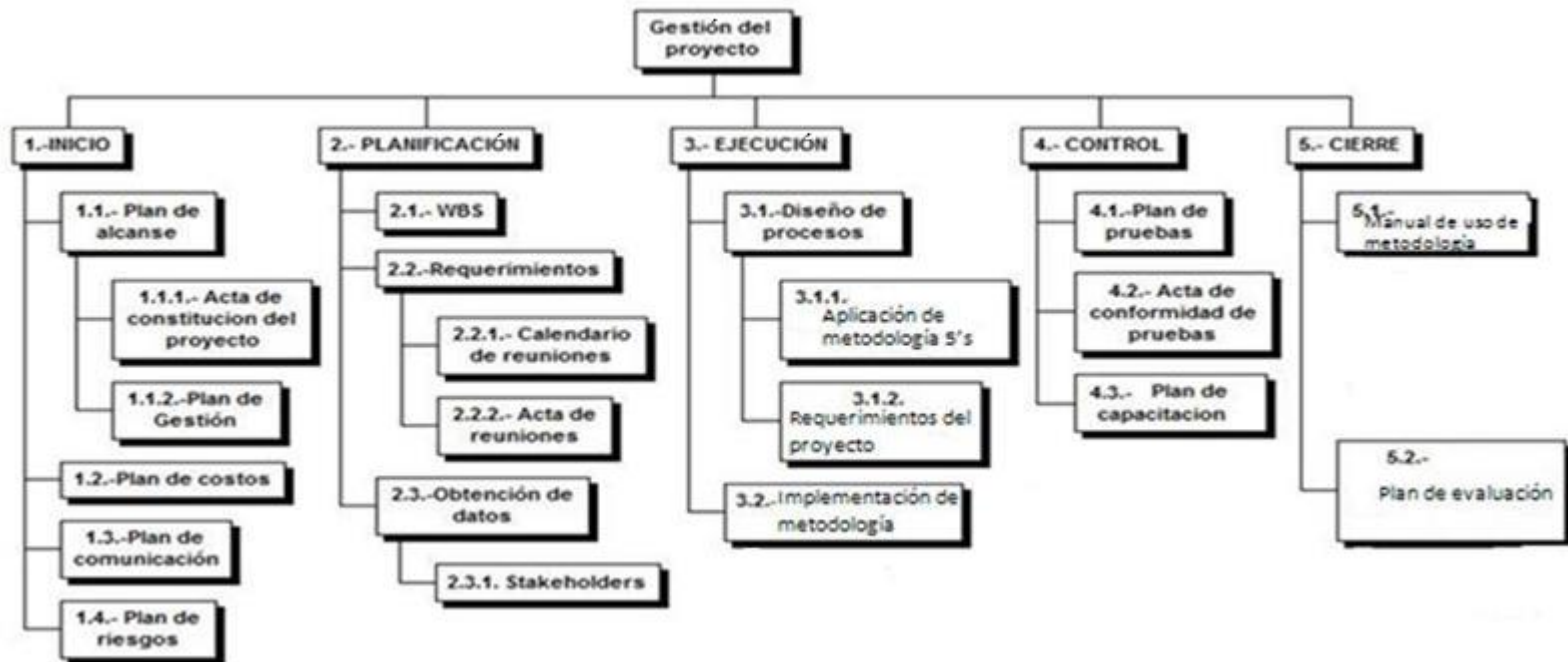 Gestión del
proyecto
1.-INICIO
1.1.- Plan de
alcanse
1.1.1.- Acta de
constitucion del
proyecto
1.1.2.-Plan de
Gestión
1.2.-Plan de costos
1.3.-Plan de
comunicación
1.4.- Plan de
riesgos
2.- PLANIFICACIÓN
2.1.- WBS
2.2.-Requerimientos
2.2.1.- Calendario
de reuniones
2.2.2.- Acta de
reuniones
2.3.-Obtención de
datos
2.3.1. Stakeholders
3.- EJECUCIÓN
3.1.-Diseño de
procesos
3.1.1.
Aplicación de
metodología 5's
3.1.2.
Requerimientos del
proyecto
3.2.-Implementación de
metodología
4.- CONTROL
4.1.-Plan de
pruebas
4.2.- Acta de
conformidad de
pruebas
4.3.- Plan de
capacitacion
5.- CIERRE
5.1.-
Manual de uso de
metodología
5.2.-
Plan de evaluación